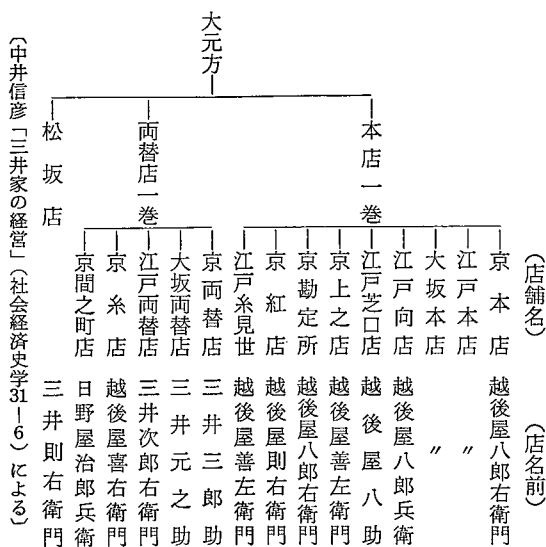 (店舗名)
(店名前)
大元方
本店一巻
京本店 越後屋八郎右衛門
江戸本店 〃
大坂本店 〃
江戸向店 越後屋八郎兵衛
江戸芝口店 越後屋八助
京上之店 越後屋善左衛門
京勘定所 越後屋八郎右衛門
京紅店 越後屋則右衛門
江戸糸見世 越後屋善左衛門
両替店一巻
京両替店 三井三郎助
大坂両替店 三井元之助
江戸両替店 三井次郎右衛門
京糸店 越後屋喜右衛門
京間之町店 日野屋治郎兵衛
松坂店 三井則右衛門
〔中井信彦「三井家の経営」(社会経済史学31―6)による〕